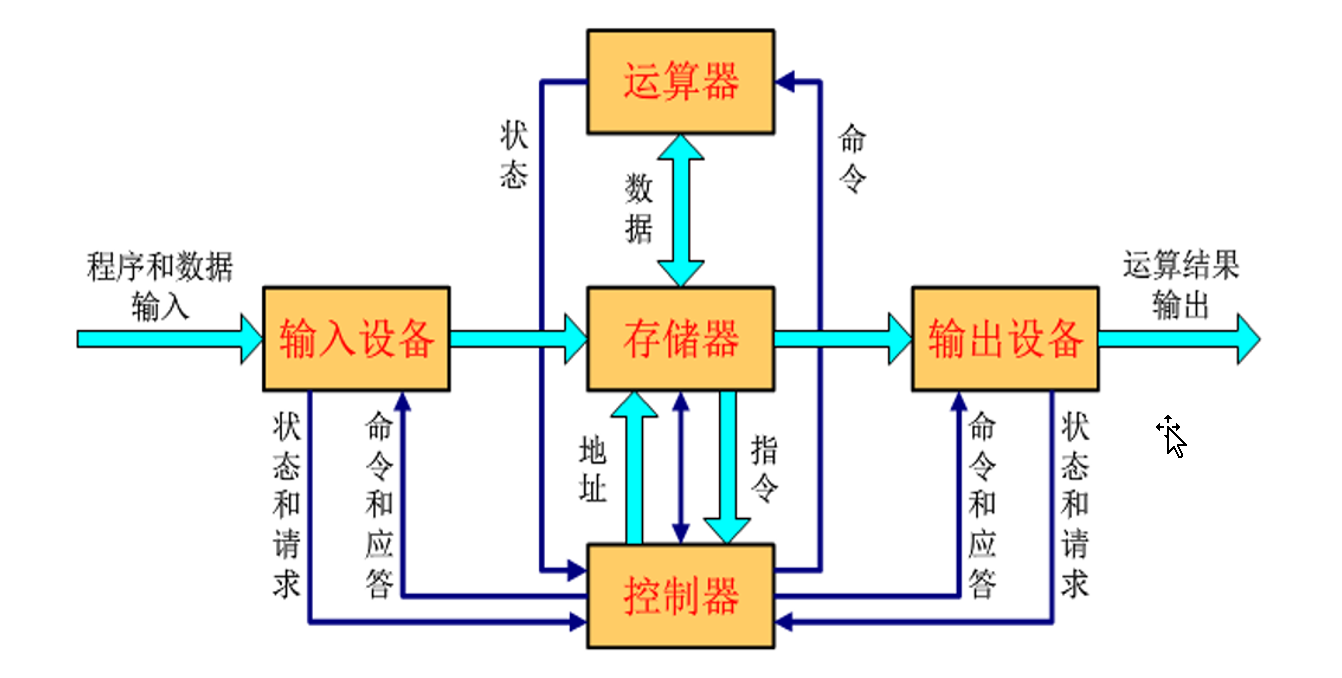 运算器
状态
命令
数据
程序和数据
输入
运算结果
输出
输入设备
存储器
输出设备
状态和请求
命令和应答
地址
指令
命令和应答
状态和请求
控制器